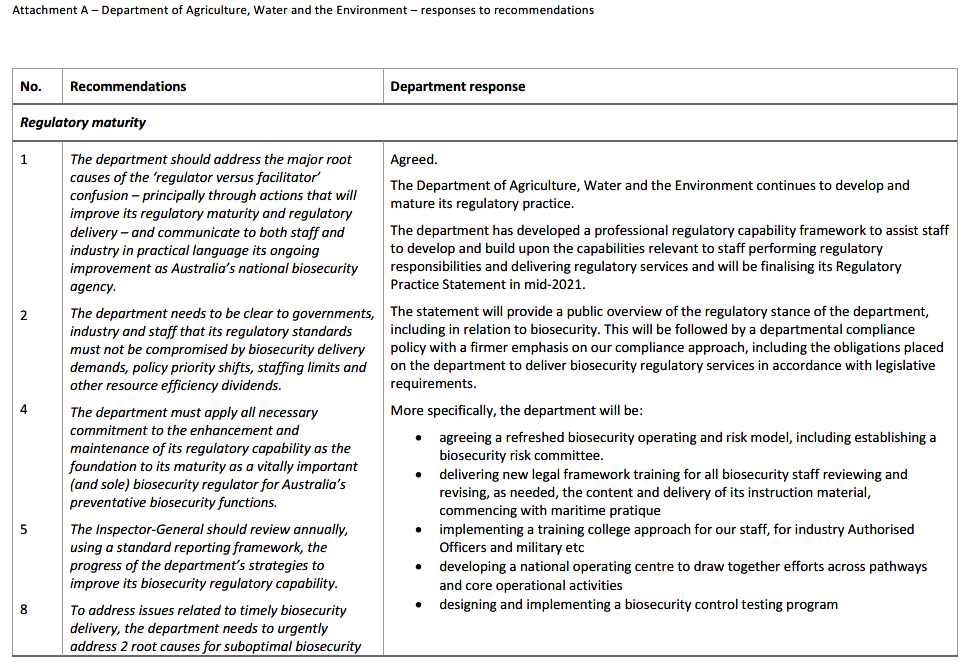 Attachment A – Department of Agriculture, Water and the Environment – responses to recommendations
No. Recommendations Department response
Regulatory maturity
1 The department should address the major root
causes of the ‘regulator versus facilitator’
confusion – principally through actions that will
improve its regulatory maturity and regulatory
delivery – and communicate to both staff and
industry in practical language its ongoing
improvement as Australia’s national biosecurity
agency.
2 The department needs to be clear to governments,
industry and staff that its regulatory standards
must not be compromised by biosecurity delivery
demands, policy priority shifts, staffing limits and
other resource efficiency dividends.
4 The department must apply all necessary
commitment to the enhancement and
maintenance of its regulatory capability as the
foundation to its maturity as a vitally important
(and sole) biosecurity regulator for Australia’s
preventative biosecurity functions.
5 The Inspector-General should review annually,
using a standard reporting framework, the
progress of the department’s strategies to
improve its biosecurity regulatory capability.
8 To address issues related to timely biosecurity
delivery, the department needs to urgently
address 2 root causes for suboptimal biosecurity
Agreed.
The Department of Agriculture, Water and the Environment continues to develop and
mature its regulatory practice.
The department has developed a professional regulatory capability framework to assist staff
to develop and build upon the capabilities relevant to staff performing regulatory
responsibilities and delivering regulatory services and will be finalising its Regulatory
Practice Statement in mid-2021.
The statement will provide a public overview of the regulatory stance of the department,
including in relation to biosecurity. This will be followed by a departmental compliance
policy with a firmer emphasis on our compliance approach, including the obligations placed
on the department to deliver biosecurity regulatory services in accordance with legislative
requirements.
More specifically, the department will be:
• agreeing a refreshed biosecurity operating and risk model, including establishing a
biosecurity risk committee.
• delivering new legal framework training for all biosecurity staff reviewing and
revising, as needed, the content and delivery of its instruction material,
commencing with maritime pratique
• implementing a training college approach for our staff, for industry Authorised
Officers and military etc
• developing a national operating centre to draw together efforts across pathways
and core operational activities
• designing and implementing a biosecurity control testing program